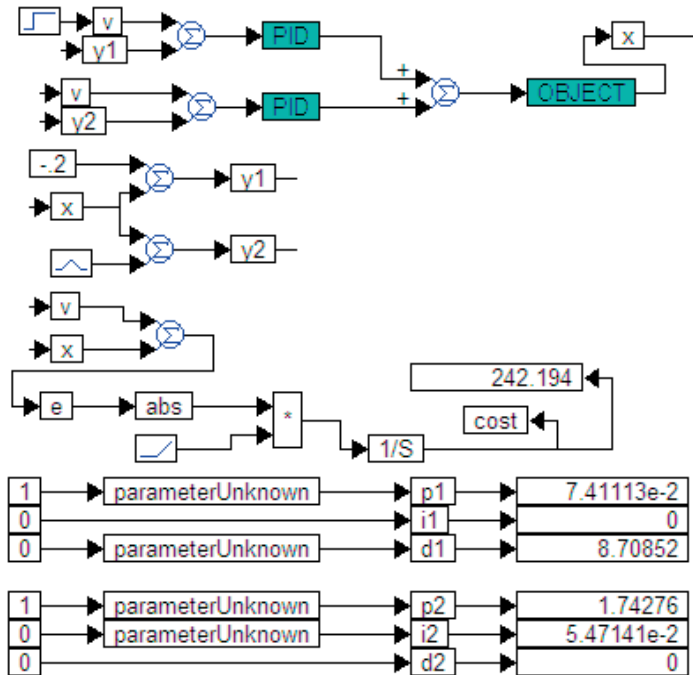 v
y1
Σ
PID
x
v
y2
Σ
PID
+
+
Σ
OBJECT
-.2
Σ
y1
x
Σ
y2
v
x
Σ
242.194
e
abs
*
cost
1/S
1 parameterUnknown p1 7.41113e-2
0 i1 0
0 parameterUnknown d1 8.70852
1 parameterUnknown p2 1.74276
0 parameterUnknown i2 5.47141e-2
0 d2 0